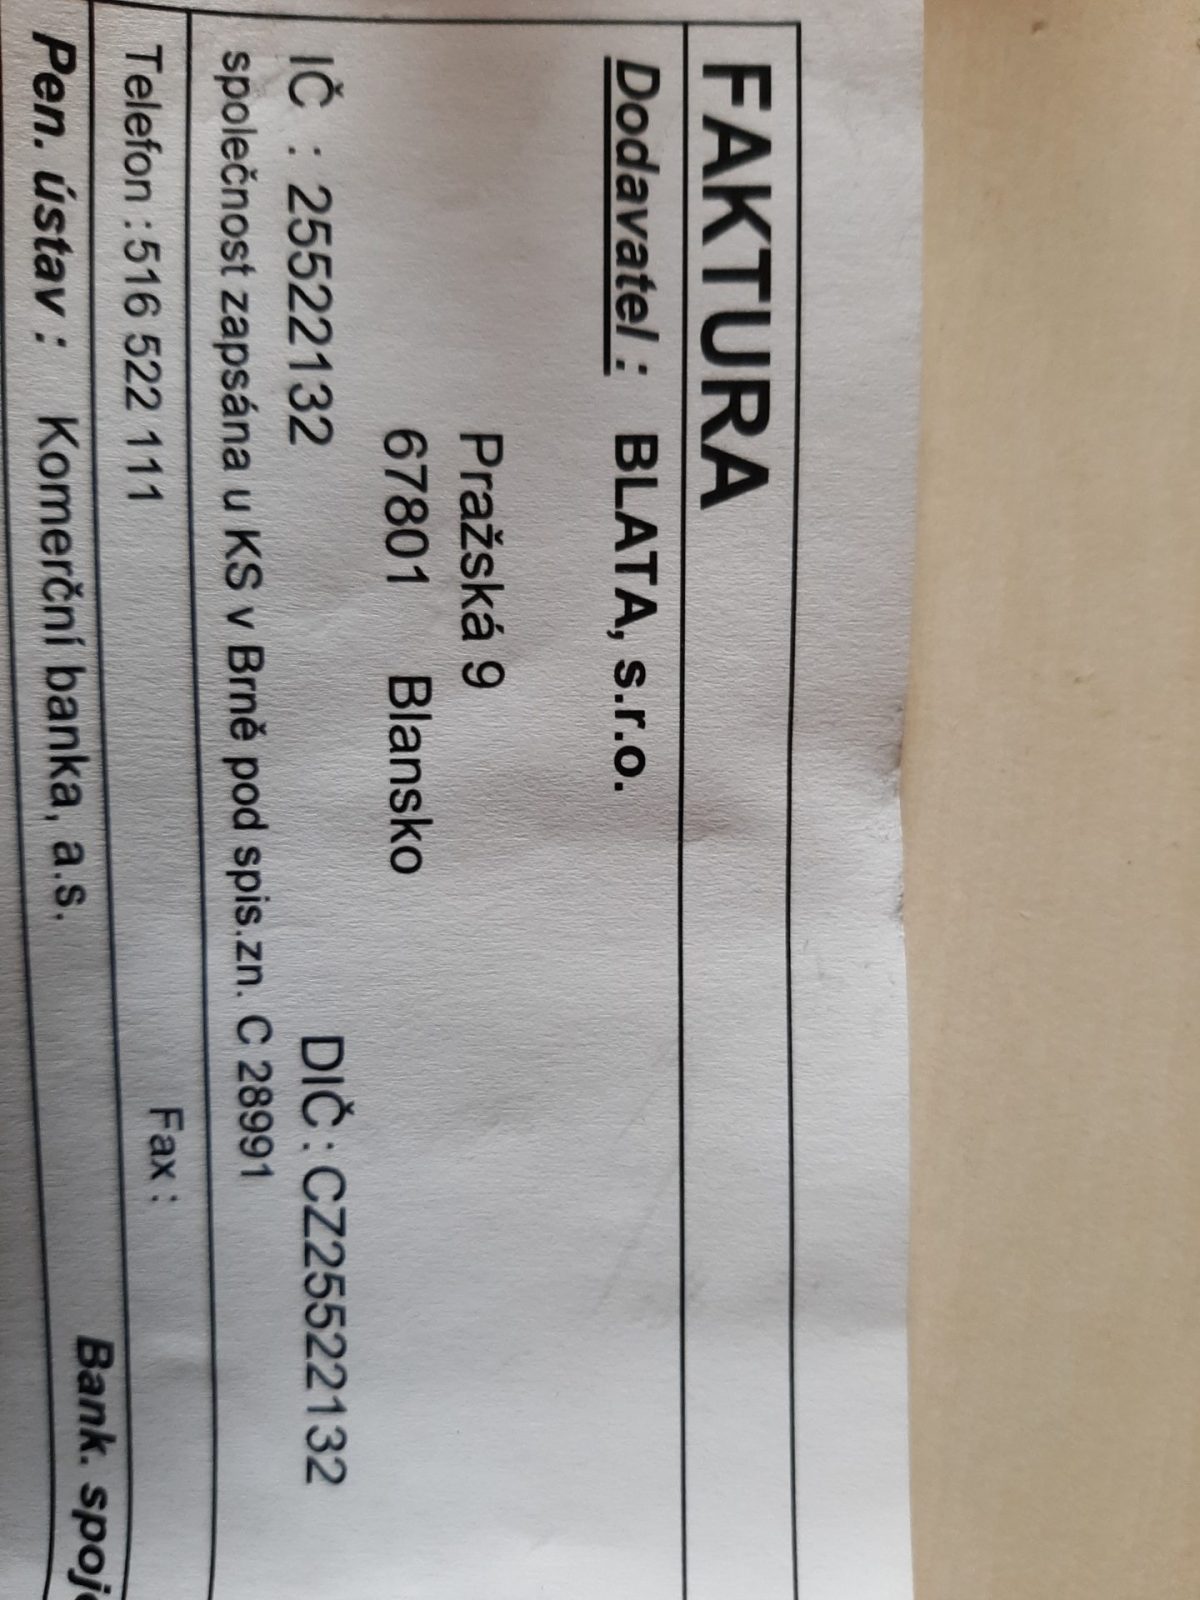 FAKTURA
Dodavatel : BLATA, s.r.o.
Pražská 9
67801 Blansko
IČ : 25522132 DIČ : CZ25522132
společnost zapsána u KS v Brně pod spis.zn. C 28991
Telefon : 516 522 111 Fax :
Pen. ústav : Komerční banka, a.s. Bank.